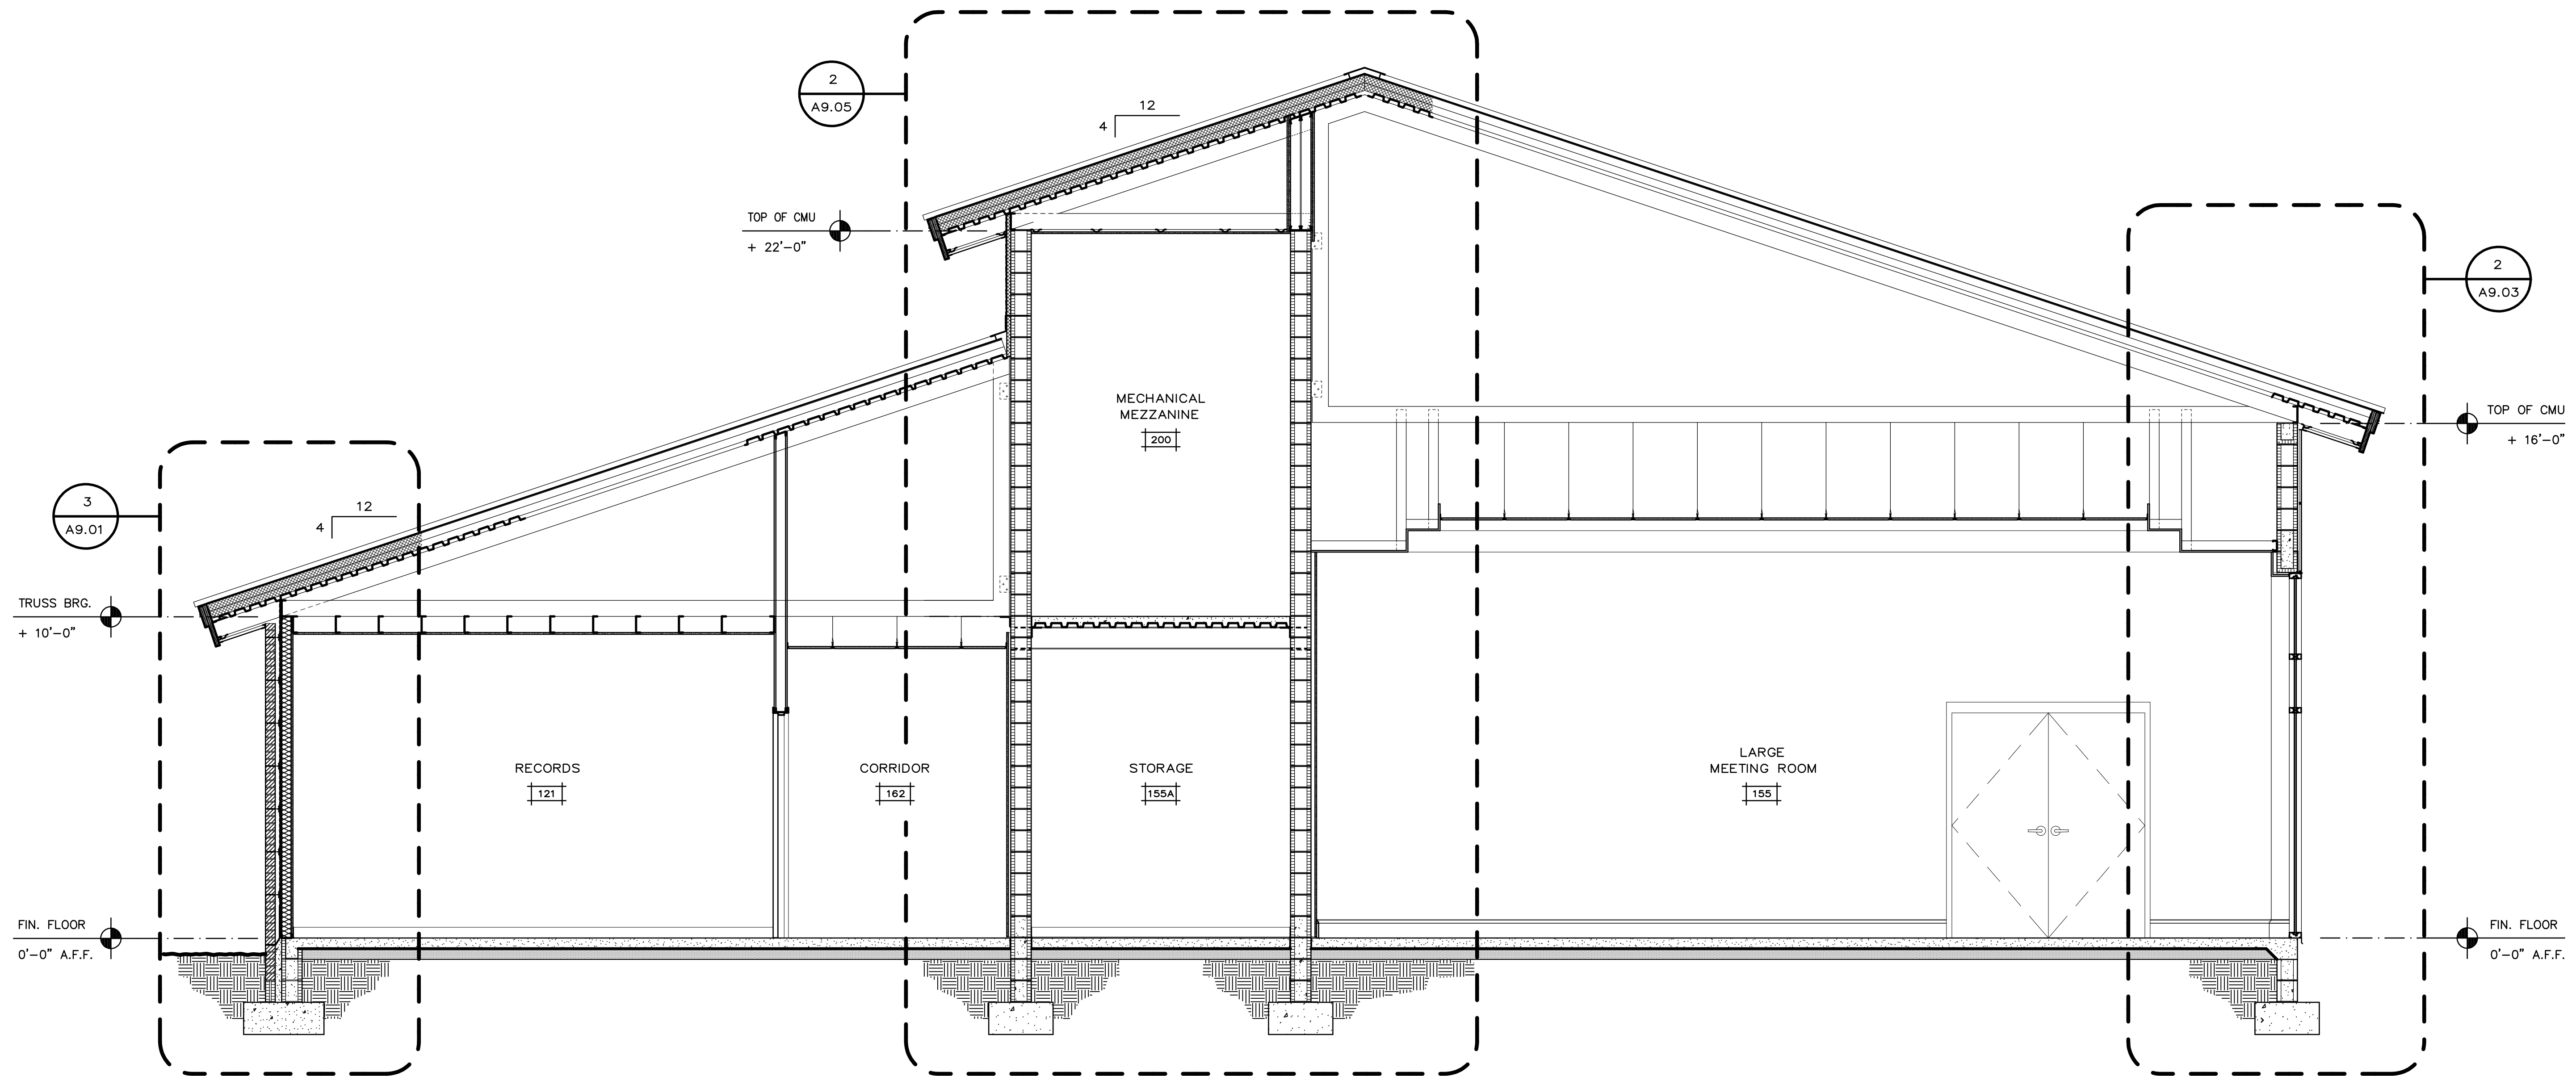 2
A9.05
12
4
TOP OF CMU
+ 22'-0"
2
A9.03
MECHANICAL
MEZZANINE
200
TOP OF CMU
+ 16'-0"
3
A9.01
12
4
TRUSS BRG.
+ 10'-0"
RECORDS
121
CORRIDOR
162
STORAGE
155A
LARGE
MEETING ROOM
155
FIN. FLOOR
0'-0" A.F.F.
FIN. FLOOR
0'-0" A.F.F.